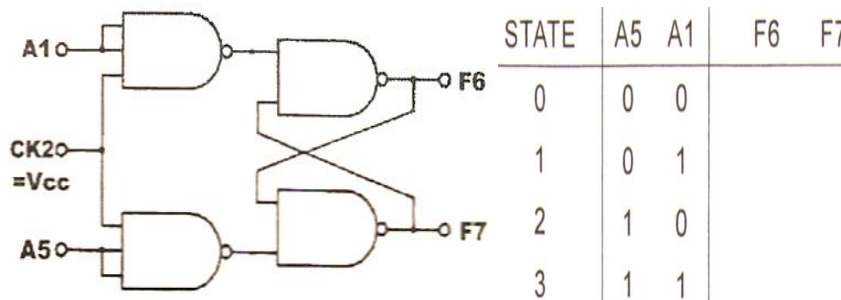 A1
F6
CK2
=Vcc
F7
A5
STATE A5 A1 F6 F7
0 0 0
1 0 1
2 1 0
3 1 1